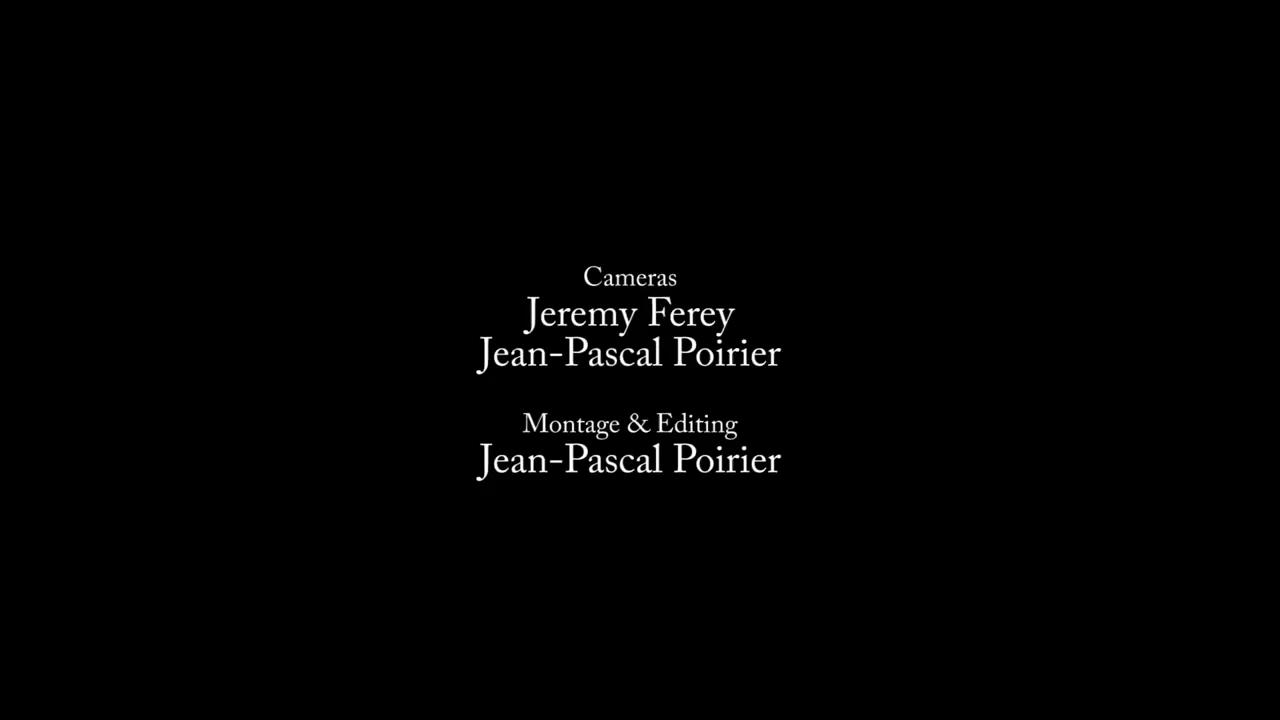 Cameras
Jeremy Ferey
Jean-Pascal Poirier
Montage & Editing
Jean-Pascal Poirier